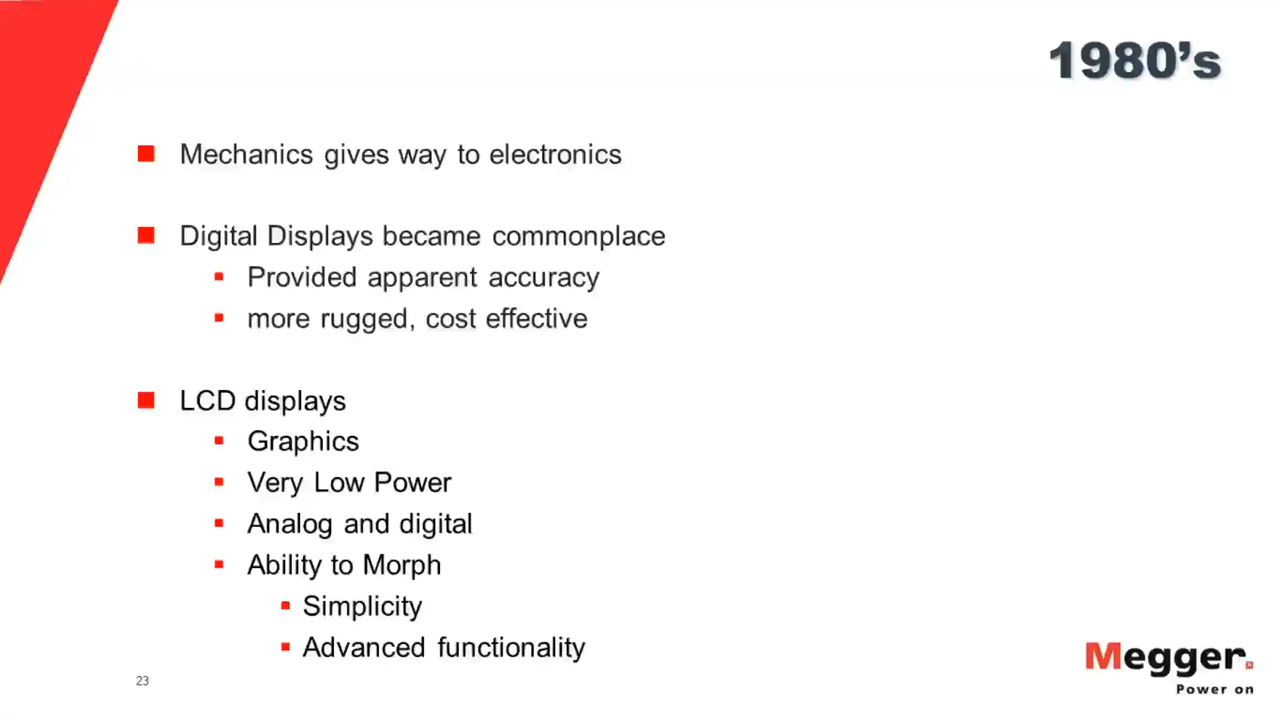 1980's
Mechanics gives way to electronics
Digital Displays became commonplace
Provided apparent accuracy
more rugged, cost effective
LCD displays
Graphics
Very Low Power
Analog and digital
Ability to Morph
Simplicity
Advanced functionality
23
Megger.
Power on